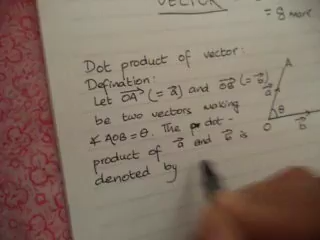 VECTOR
= 8 more
Dot product of vector:
Defination:
Let OA⃗ (= a⃗) and OB⃗ (= b⃗)
be two vectors making
∡ AOB = θ. The dot-
product of a⃗ and b⃗ is
denoted by
A
a⃗
θ
O
b⃗